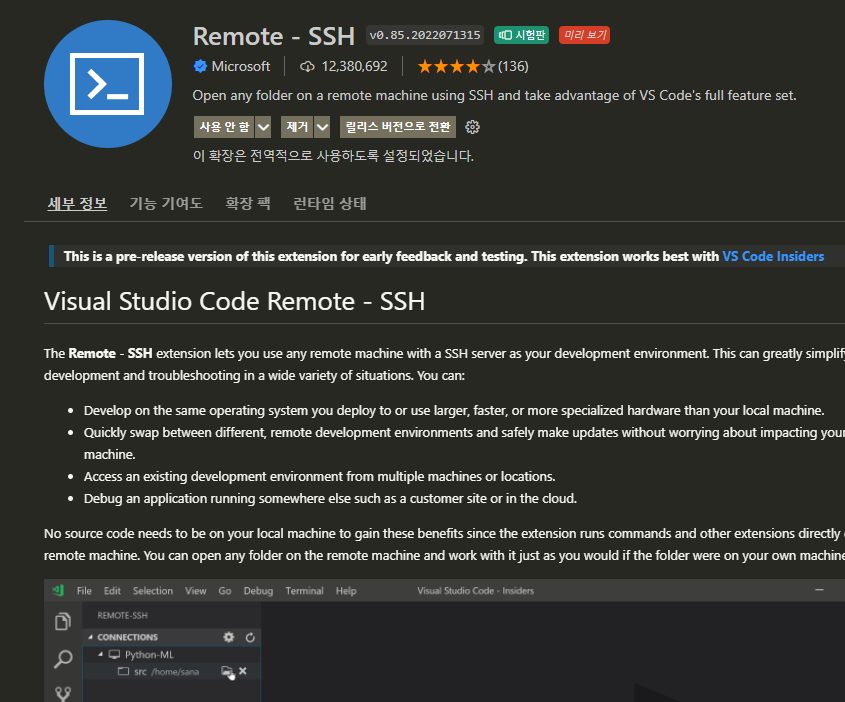 Remote - SSH v0.85.2022071315 시험판 미리 보기
Microsoft 12,380,692 (136)
Open any folder on a remote machine using SSH and take advantage of VS Code's full feature set.
사용 안 함 제거 릴리스 버전으로 전환
이 확장은 전역적으로 사용하도록 설정되었습니다.
세부 정보 기능 기여도 확장 팩 런타임 상태
This is a pre-release version of this extension for early feedback and testing. This extension works best with VS Code Insiders
Visual Studio Code Remote - SSH
The Remote - SSH extension lets you use any remote machine with a SSH server as your development environment. This can greatly simplify
development and troubleshooting in a wide variety of situations. You can:
• Develop on the same operating system you deploy to or use larger, faster, or more specialized hardware than your local machine.
• Quickly swap between different, remote development environments and safely make updates without worrying about impacting your
machine.
• Access an existing development environment from multiple machines or locations.
• Debug an application running somewhere else such as a customer site or in the cloud.
No source code needs to be on your local machine to gain these benefits since the extension runs commands and other extensions directly
remote machine. You can open any folder on the remote machine and work with it just as you would if the folder were on your own machine
File Edit Selection View Go Debug Terminal Help Visual Studio Code - Insiders
REMOTE-SSH
CONNECTIONS
Python-ML
src /home/sana